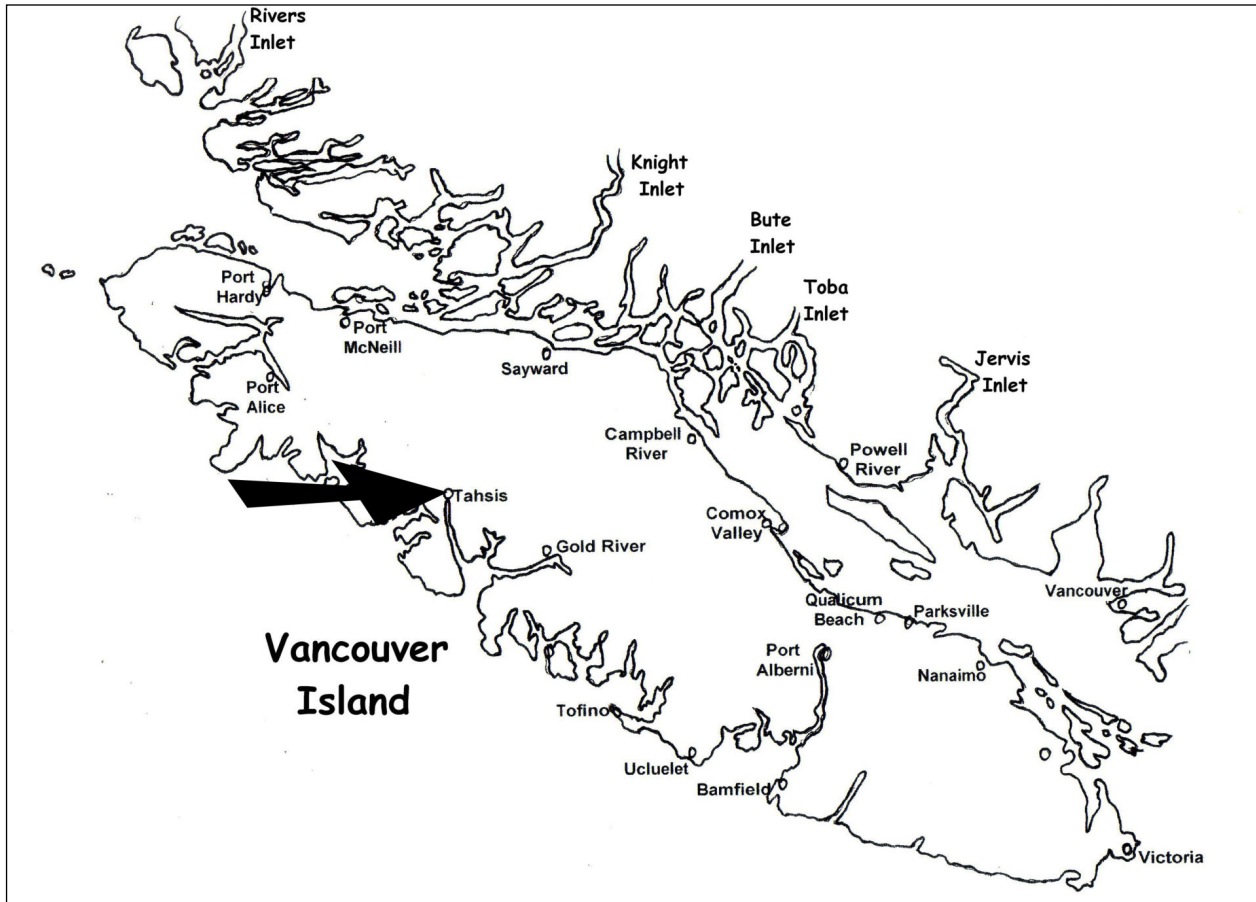 Rivers
Inlet
Knight
Inlet
Bute
Inlet
Toba
Inlet
Port
Hardy
Port
McNeill
Sayward
Jervis
Inlet
Port
Alice
Campbell
River
Powell
River
Tahsis
Comox
Valley
Gold River
Vancouver
Qualicum
Beach
Parksville
Vancouver
Island
Port
Alberni
Nanaimo
Tofino
Ucluelet
Bamfield
Victoria